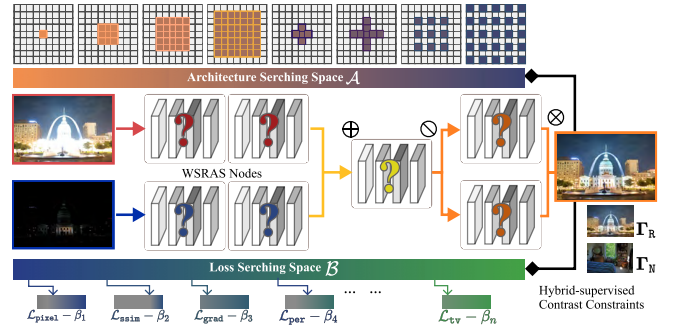 Architecture Serching Space 𝒜
?
?
?
WSRAS Nodes
⊕
⦸
⊗
?
?
?
?
Γ_R
Γ_N
Loss Serching Space ℬ
Hybrid-supervised
Contrast Constraints
... ...
ℒ_pixel − β_1
ℒ_ssim − β_2
ℒ_grad − β_3
ℒ_per − β_4
ℒ_tv − β_n